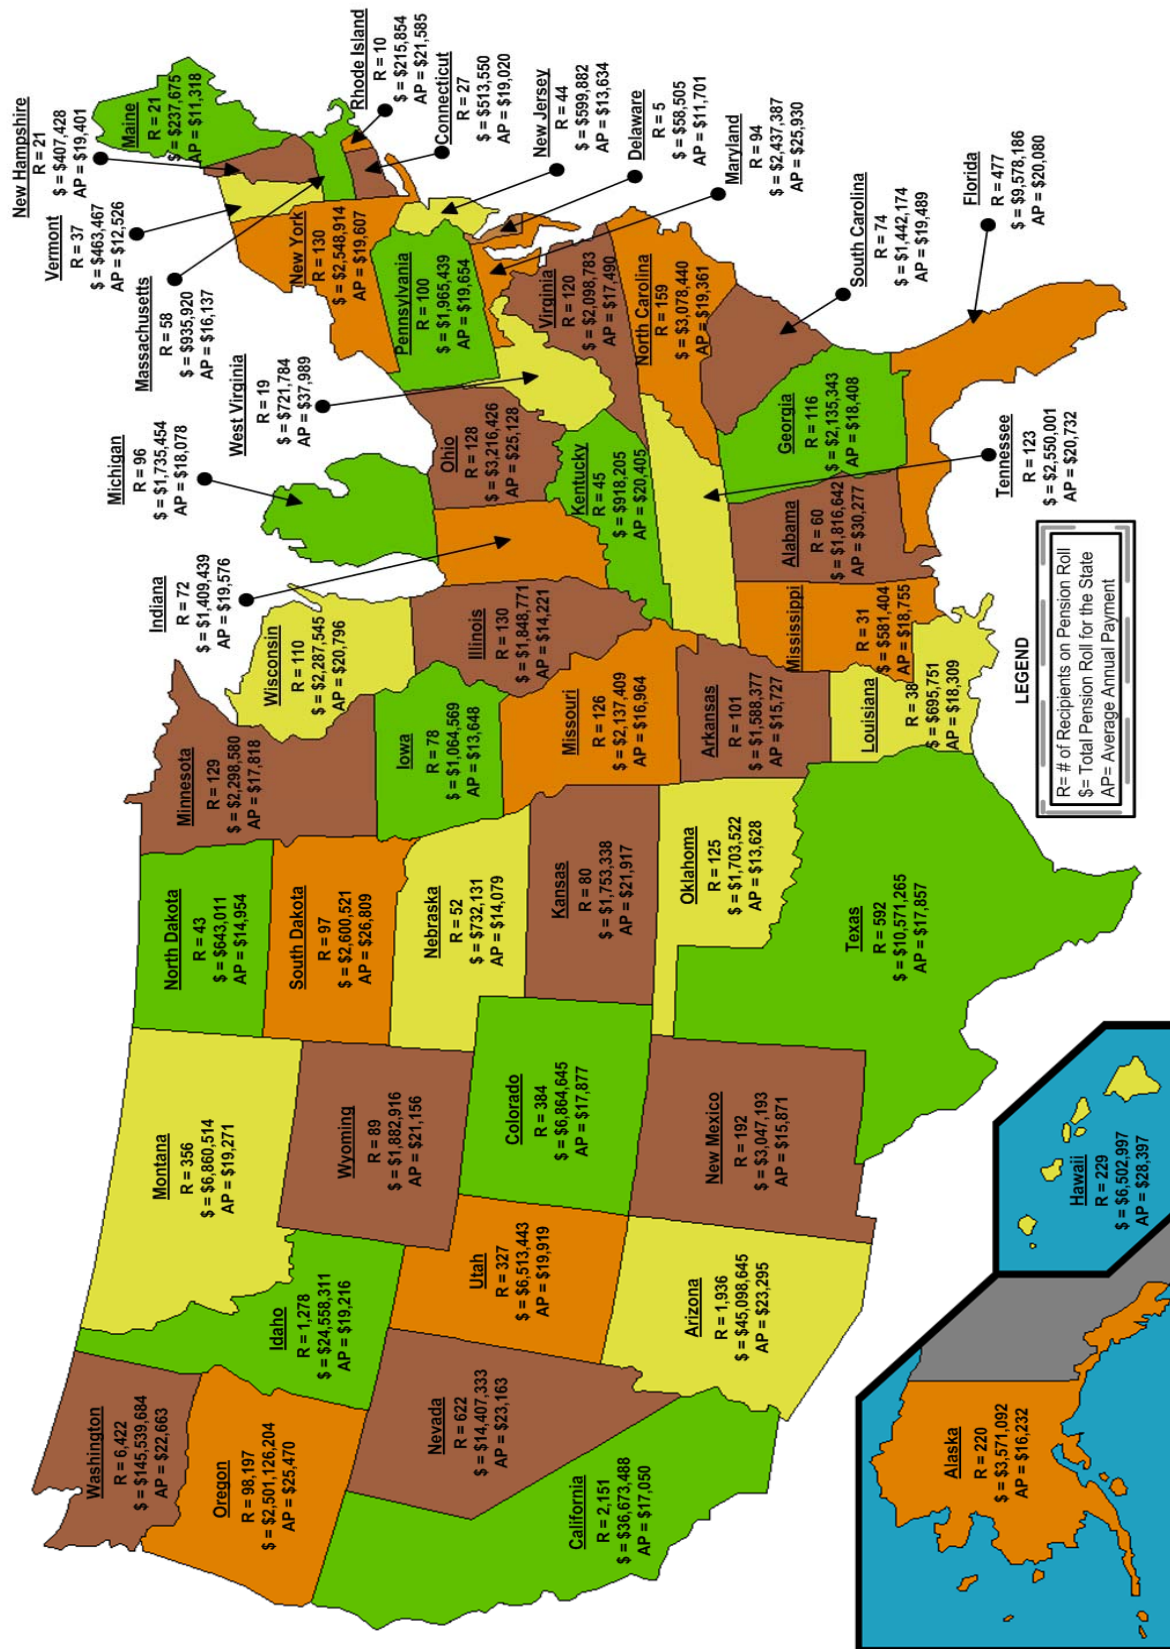 Washington
R = 6,422
$ = $145,539,684
AP = $22,663
Oregon
R = 98,197
$ = $2,501,126,204
AP = $25,470
California
R = 2,151
$ = $36,673,488
AP = $17,050
Nevada
R = 622
$ = $14,407,333
AP = $23,163
Idaho
R = 1,278
$ = $24,558,311
AP = $19,216
Utah
R = 327
$ = $6,513,443
AP = $19,919
Arizona
R = 1,936
$ = $45,098,645
AP = $23,295
Montana
R = 356
$ = $6,860,514
AP = $19,271
Wyoming
R = 89
$ = $1,882,916
AP = $21,156
Colorado
R = 384
$ = $6,864,645
AP = $17,877
New Mexico
R = 192
$ = $3,047,193
AP = $15,871
North Dakota
R = 43
$ = $643,011
AP = $14,954
South Dakota
R = 97
$ = $2,600,521
AP = $26,809
Nebraska
R = 52
$ = $732,131
AP = $14,079
Kansas
R = 80
$ = $1,753,338
AP = $21,917
Oklahoma
R = 125
$ = $1,703,522
AP = $13,628
Texas
R = 592
$ = $10,571,265
AP = $17,857
Minnesota
R = 129
$ = $2,298,580
AP = $17,818
Iowa
R = 78
$ = $1,064,569
AP = $13,648
Missouri
R = 126
$ = $2,137,409
AP = $16,964
Arkansas
R = 101
$ = $1,588,377
AP = $15,727
Louisiana
R = 38
$ = $695,751
AP = $18,309
Wisconsin
R = 110
$ = $2,287,545
AP = $20,796
Illinois
R = 130
$ = $1,848,771
AP = $14,221
Mississippi
R = 31
$ = $581,404
AP = $18,755
Indiana
R = 72
$ = $1,409,439
AP = $19,576
Michigan
R = 96
$ = $1,735,454
AP = $18,078
Ohio
R = 128
$ = $3,216,426
AP = $25,128
Kentucky
R = 45
$ = $918,205
AP = $20,405
Tennessee
R = 123
$ = $2,550,001
AP = $20,732
Alabama
R = 60
$ = $1,816,642
AP = $30,277
Georgia
R = 116
$ = $2,135,343
AP = $18,408
Florida
R = 477
$ = $9,578,186
AP = $20,080
South Carolina
R = 74
$ = $1,442,174
AP = $19,489
North Carolina
R = 159
$ = $3,078,440
AP = $19,361
Virginia
R = 120
$ = $2,098,783
AP = $17,490
West Virginia
R = 19
$ = $721,784
AP = $37,989
Pennsylvania
R = 100
$ = $1,965,439
AP = $19,654
New York
R = 130
$ = $2,548,914
AP = $19,607
Massachusetts
R = 58
$ = $935,920
AP = $16,137
Vermont
R = 37
$ = $463,467
AP = $12,526
New Hampshire
R = 21
$ = $407,428
AP = $19,401
Maine
R = 21
$ = $237,675
AP = $11,318
Rhode Island
R = 10
$ = $215,854
AP = $21,585
Connecticut
R = 27
$ = $513,550
AP = $19,020
New Jersey
R = 44
$ = $599,882
AP = $13,634
Delaware
R = 5
$ = $58,505
AP = $11,701
Maryland
R = 94
$ = $2,437,387
AP = $25,930
Alaska
R = 220
$ = $3,571,092
AP = $16,232
Hawaii
R = 229
$ = $6,502,997
AP = $28,397
LEGEND
R= # of Recipients on Pension Roll
$= Total Pension Roll for the State
AP= Average Annual Payment